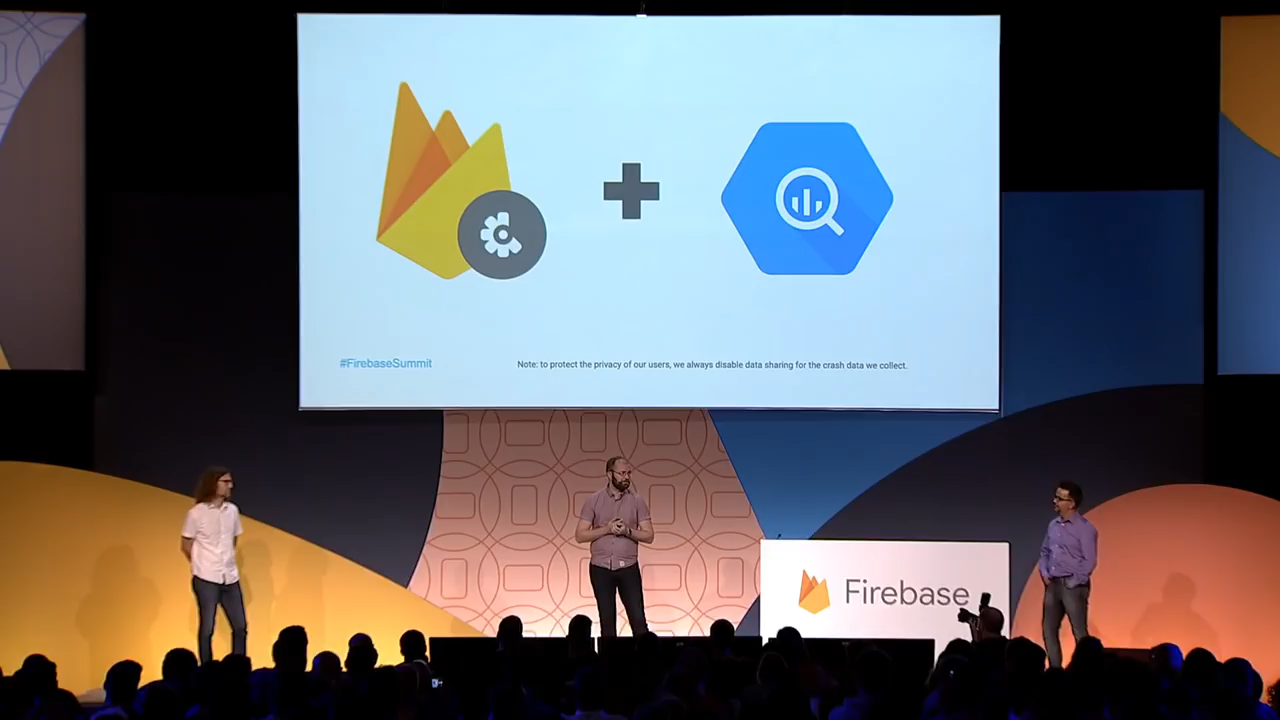 #FirebaseSummit
Note: to protect the privacy of our users, we always disable data sharing for the crash data we collect.
Firebase